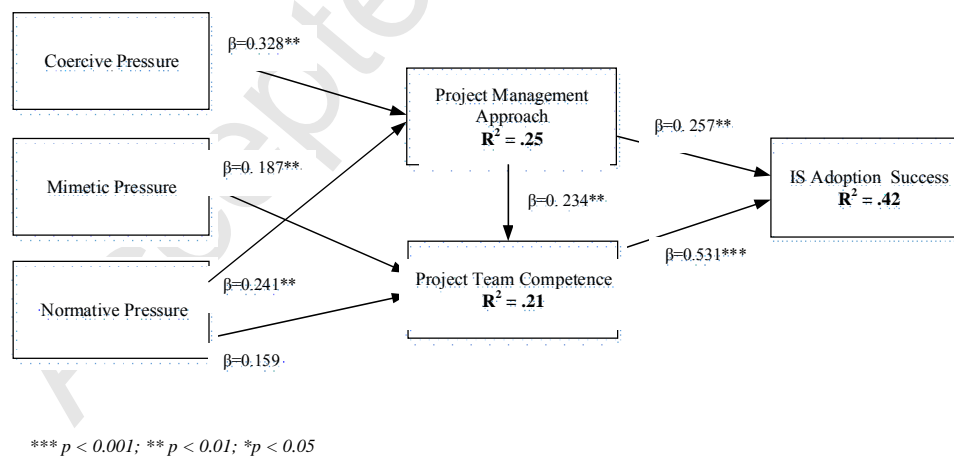 Coercive Pressure
β=0.328**
Project Management
Approach
R² = .25
β=0. 257**
Mimetic Pressure
β=0. 187**
IS Adoption Success
R² = .42
β=0. 234**
Normative Pressure
β=0.241**
Project Team Competence
R² = .21
β=0.531***
β=0.159
*** p < 0.001; ** p < 0.01; *p < 0.05